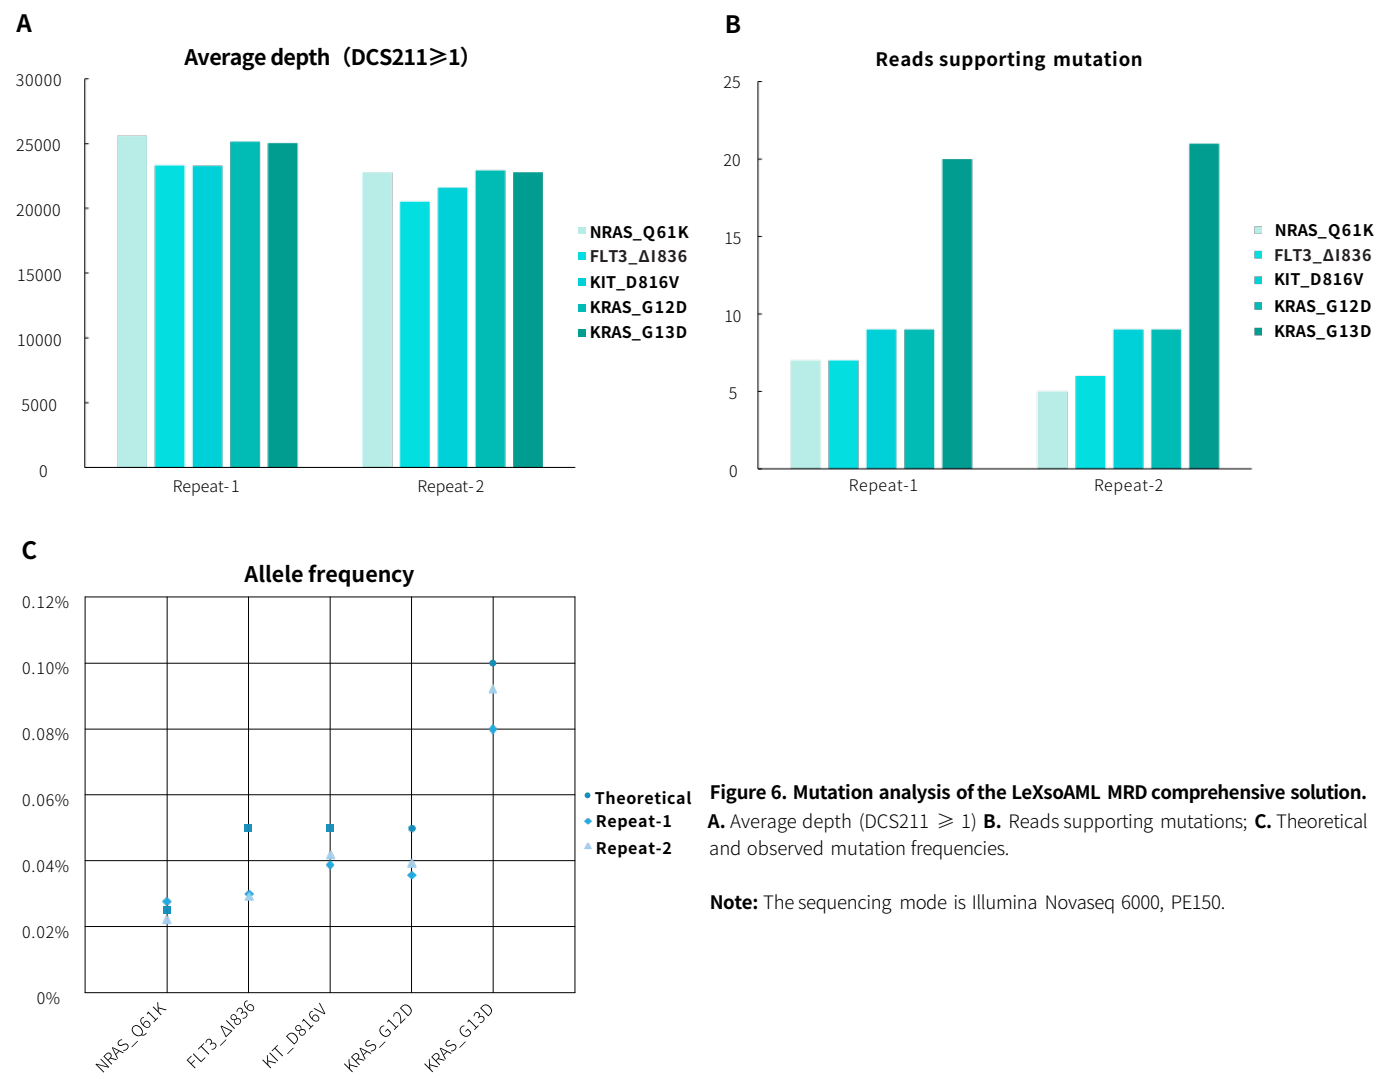 A
Average depth（DCS211⩾1）
30000
25000
20000
15000
10000
5000
0
Repeat-1
Repeat-2
NRAS_Q61K
FLT3_ΔI836
KIT_D816V
KRAS_G12D
KRAS_G13D
B
Reads supporting mutation
25
20
15
10
5
0
Repeat-1
Repeat-2
NRAS_Q61K
FLT3_ΔI836
KIT_D816V
KRAS_G12D
KRAS_G13D
C
Allele frequency
0.12%
0.10%
0.08%
0.06%
0.04%
0.02%
0%
NRAS_Q61K
FLT3_ΔI836
KIT_D816V
KRAS_G12D
KRAS_G13D
Theoretical
Repeat-1
Repeat-2
Figure 6. Mutation analysis of the LeXsoAML MRD comprehensive solution.
A. Average depth (DCS211 ⩾ 1) B. Reads supporting mutations; C. Theoretical
and observed mutation frequencies.
Note: The sequencing mode is Illumina Novaseq 6000, PE150.